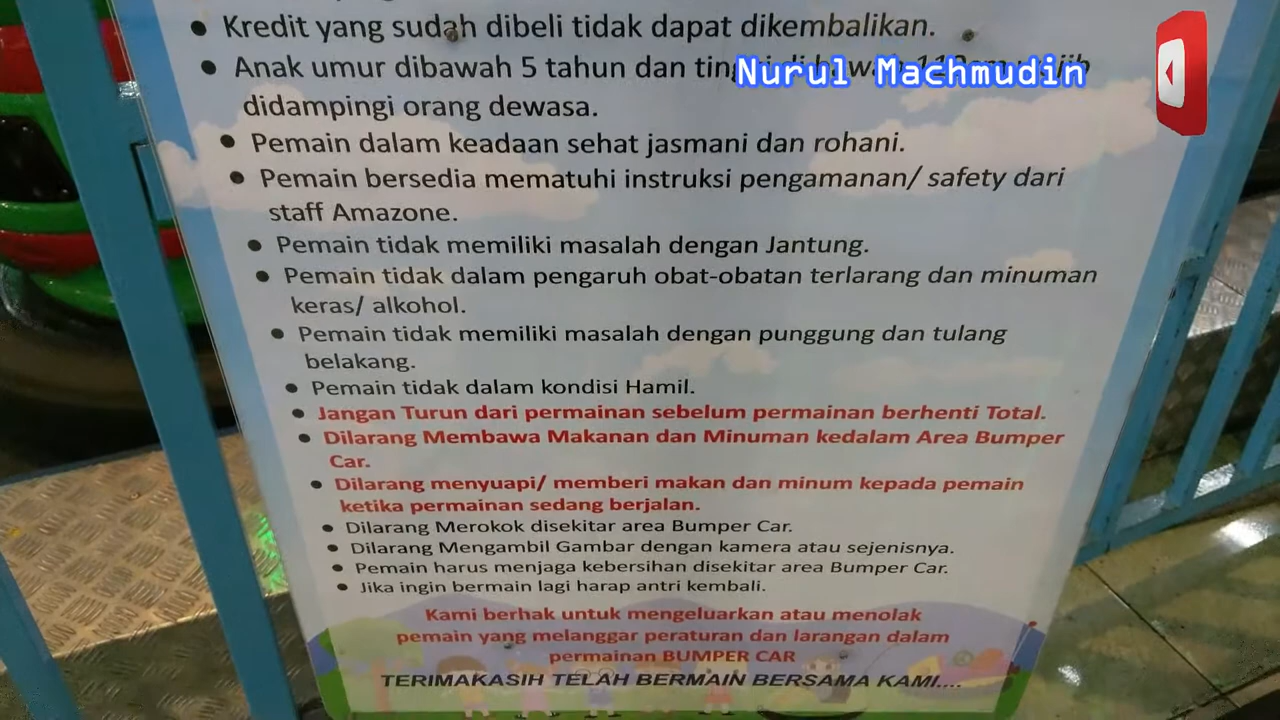 • Kredit yang sudah dibeli tidak dapat dikembalikan.
• Anak umur dibawah 5 tahun dan
Nurul Machmudin
didampingi orang dewasa.
• Pemain dalam keadaan sehat jasmani dan rohani.
• Pemain bersedia mematuhi instruksi pengamanan/ safety dari
staff Amazone.
• Pemain tidak memiliki masalah dengan Jantung.
• Pemain tidak dalam pengaruh obat-obatan terlarang dan minuman
keras/ alkohol.
• Pemain tidak memiliki masalah dengan punggung dan tulang
belakang.
• Pemain tidak dalam kondisi Hamil.
• Jangan Turun dari permainan sebelum permainan berhenti Total.
• Dilarang Membawa Makanan dan Minuman kedalam Area Bumper
Car.
• Dilarang menyuapi/ memberi makan dan minum kepada pemain
ketika permainan sedang berjalan.
• Dilarang Merokok disekitar area Bumper Car.
• Dilarang Mengambil Gambar dengan kamera atau sejenisnya.
• Pemain harus menjaga kebersihan disekitar area Bumper Car.
• Jika ingin bermain lagi harap antri kembali.
Kami berhak untuk mengeluarkan atau menolak
pemain yang melanggar peraturan dan larangan dalam
permainan BUMPER CAR
TERIMAKASIH TELAH BERMAIN BERSAMA KAMI....